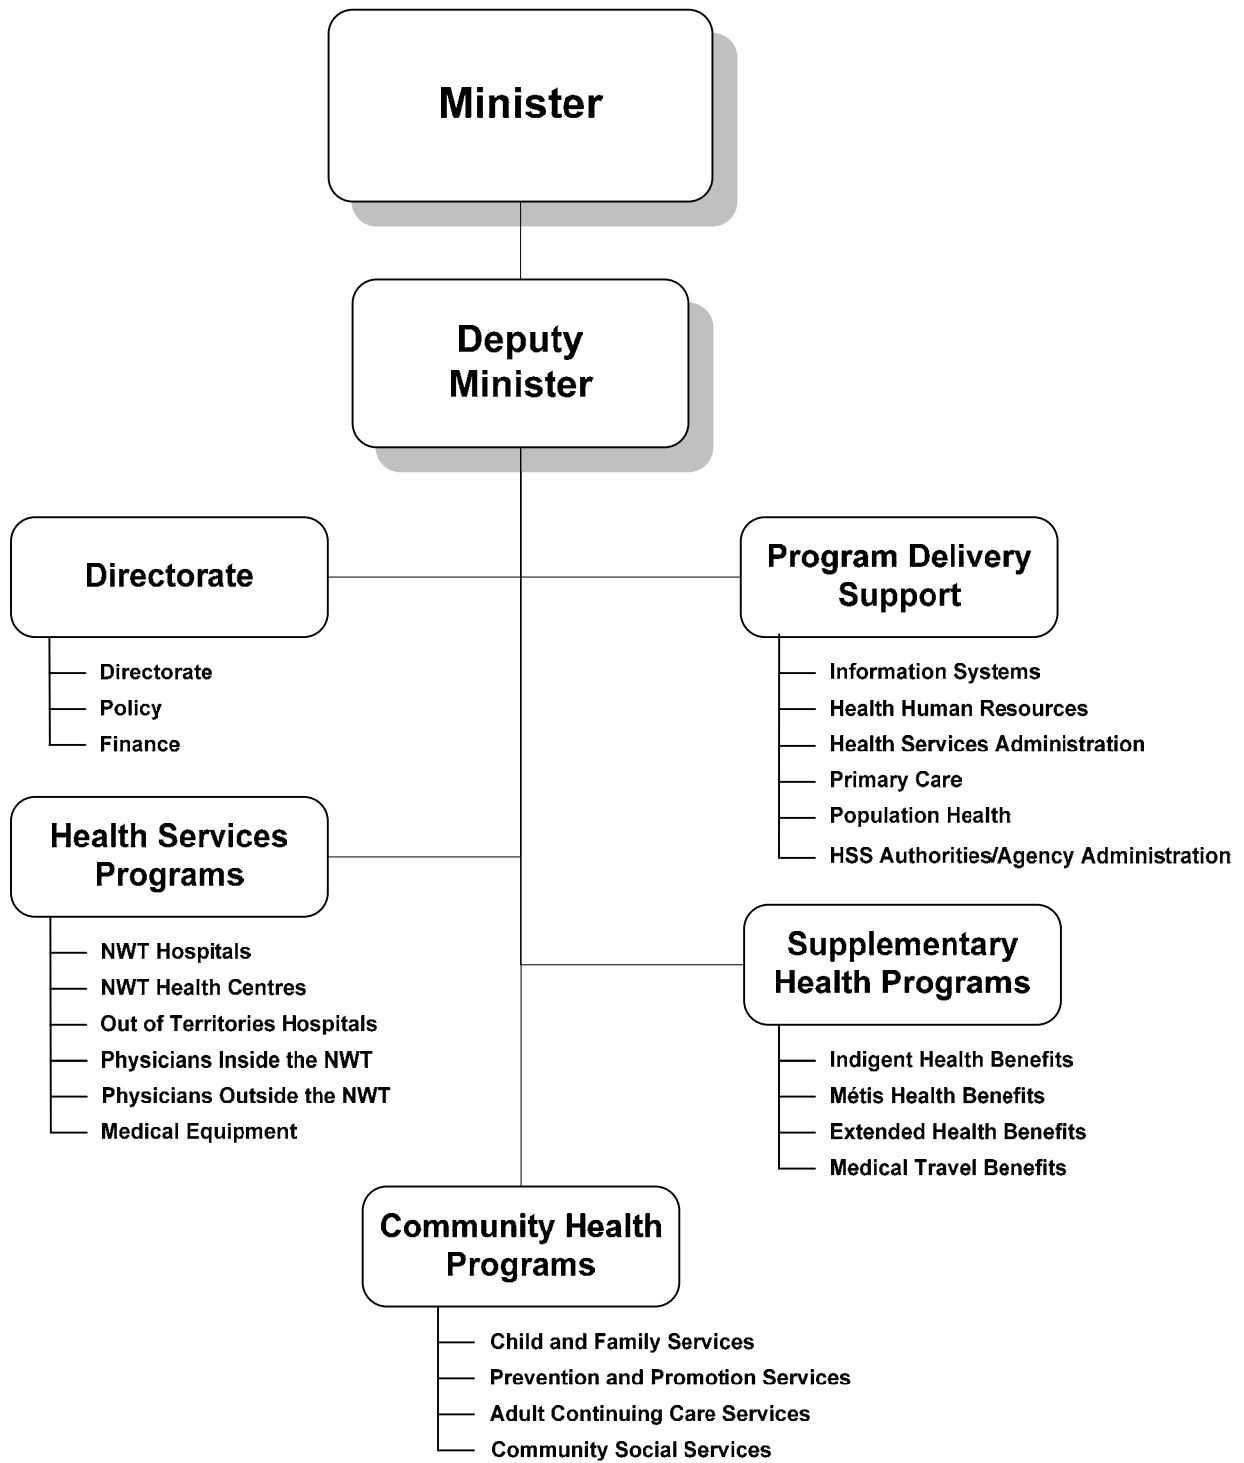 Minister
Deputy
Minister
Directorate
Directorate
Policy
Finance
Program Delivery
Support
Information Systems
Health Human Resources
Health Services Administration
Primary Care
Population Health
HSS Authorities/Agency Administration
Health Services
Programs
NWT Hospitals
NWT Health Centres
Out of Territories Hospitals
Physicians Inside the NWT
Physicians Outside the NWT
Medical Equipment
Supplementary
Health Programs
Indigent Health Benefits
Métis Health Benefits
Extended Health Benefits
Medical Travel Benefits
Community Health
Programs
Child and Family Services
Prevention and Promotion Services
Adult Continuing Care Services
Community Social Services